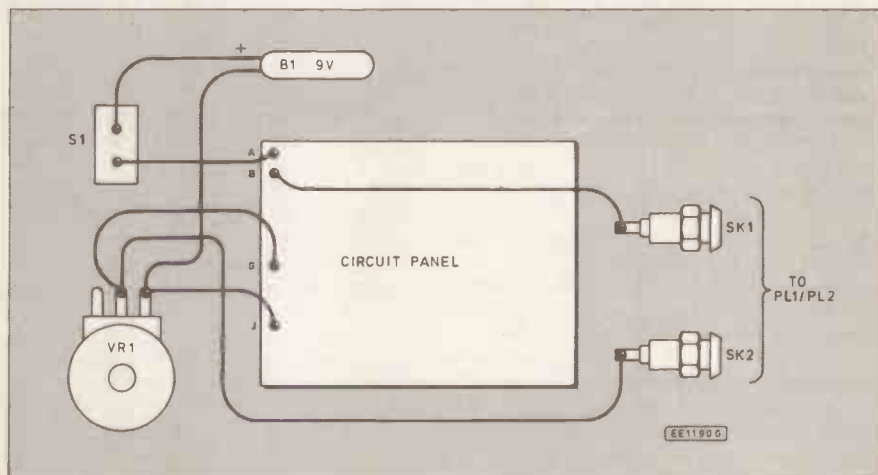 +
B1 9V
S1
A
B
SK1
G
CIRCUIT PANEL
TO
PL1/PL2
J
VR1
SK2
EE1190G